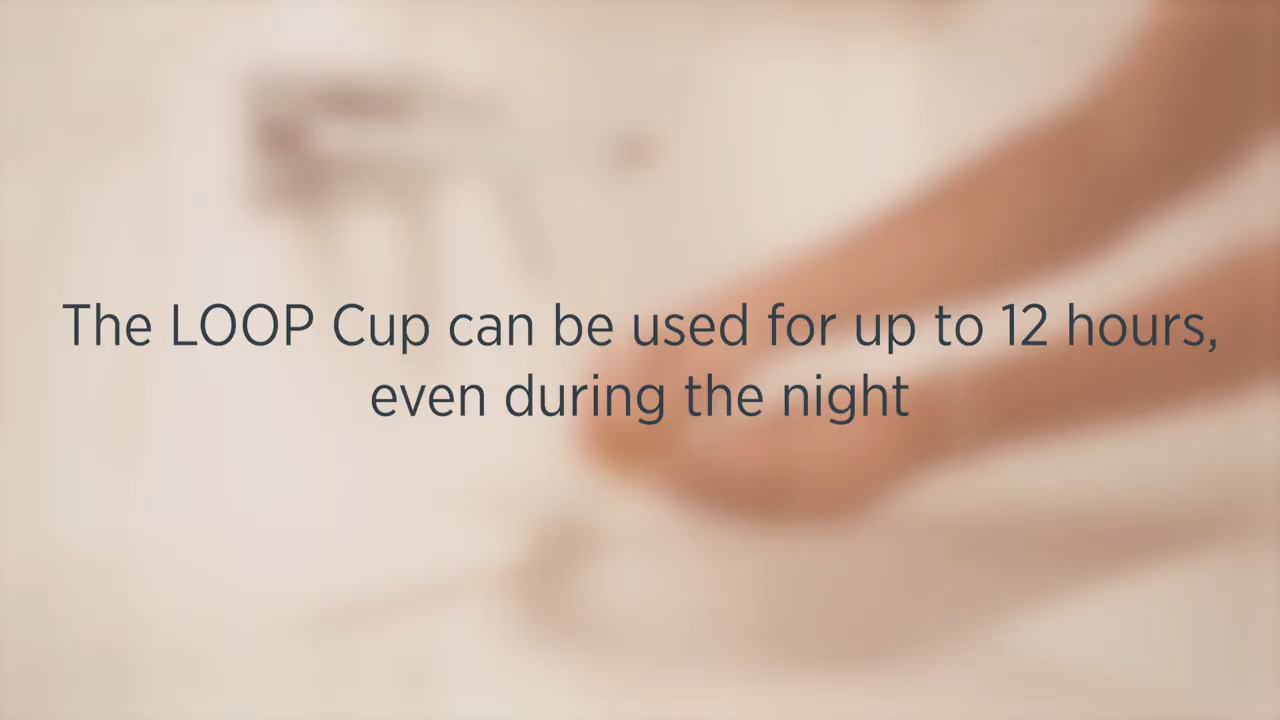 The LOOP Cup can be used for up to 12 hours,
even during the night